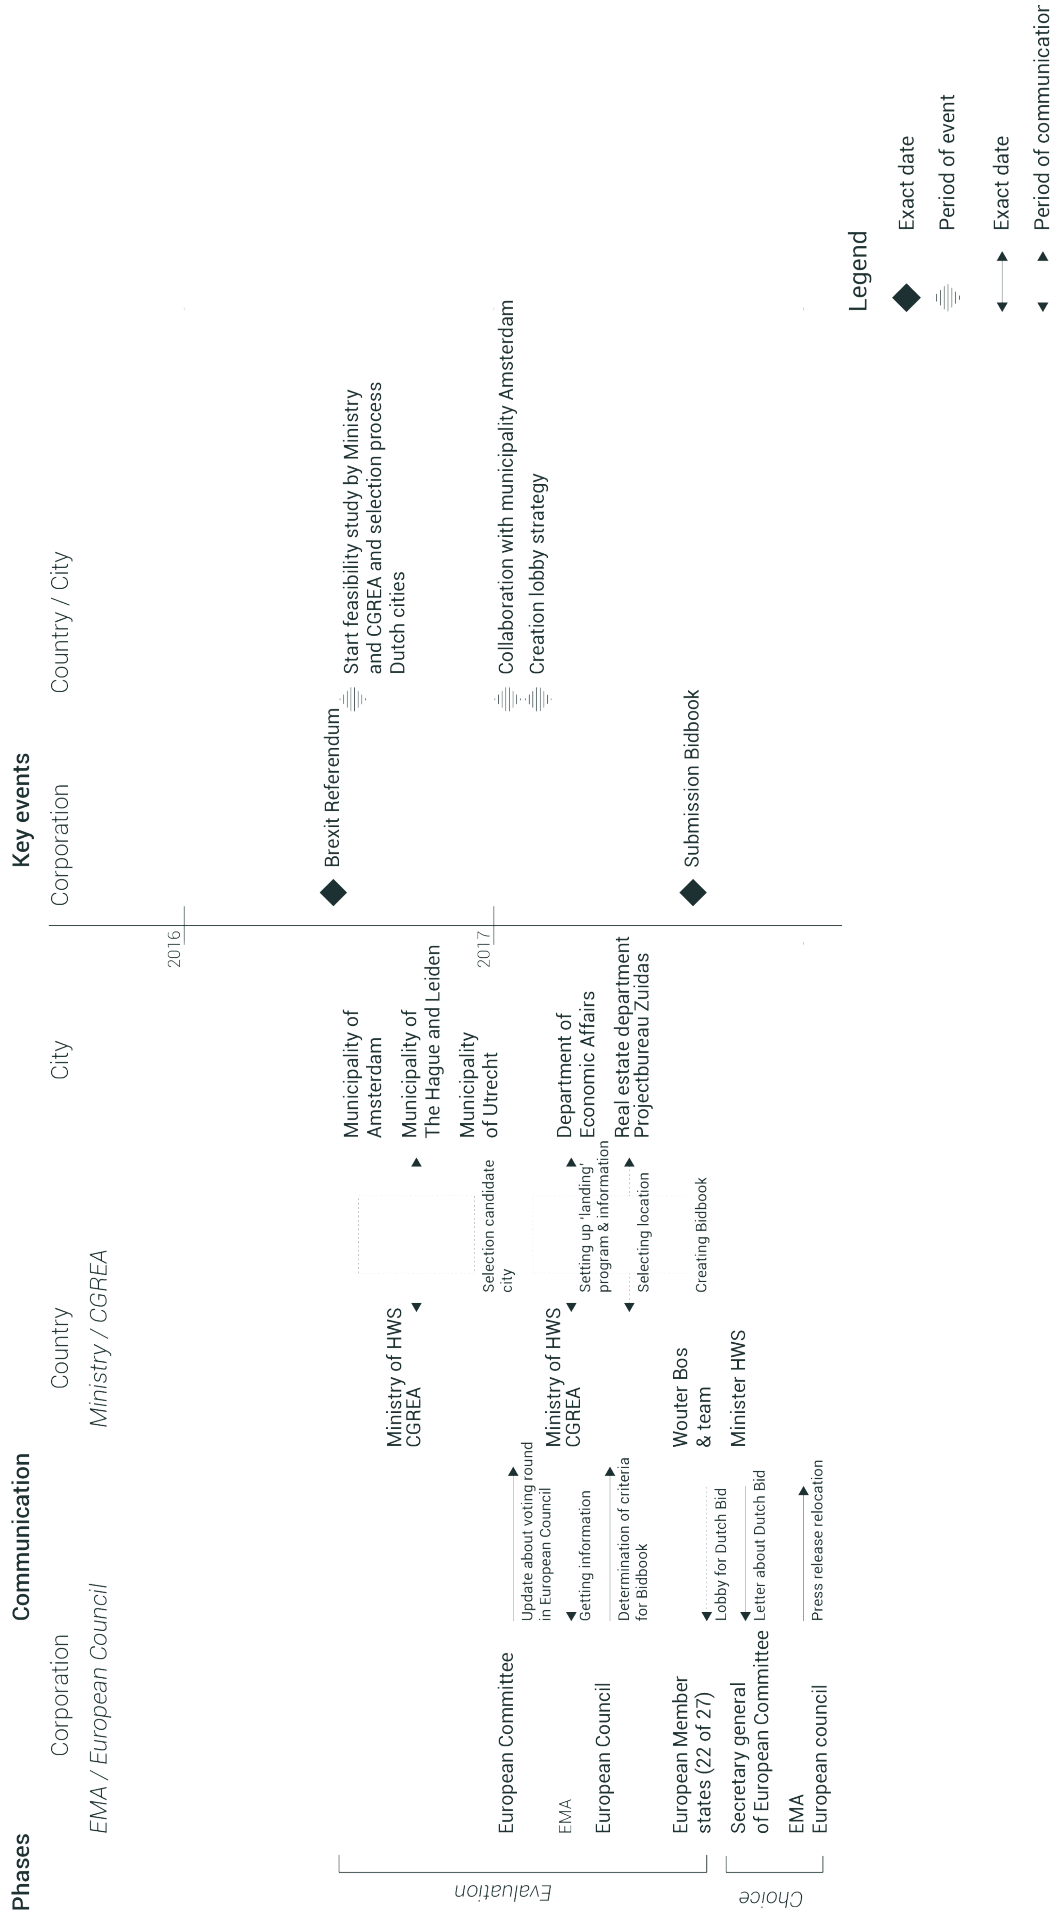 Phases
Communication
Key events
Corporation
Country
City
Corporation
Country / City
EMA / European Council
Ministry / CGREA
2016
Brexit Referendum
Evaluation
Ministry of HWS
CGREA
Municipality of
Amsterdam
Municipality of
The Hague and Leiden
Municipality
of Utrecht
Selection candidate
city
Start feasibility study by Ministry
and CGREA and selection process
Dutch cities
2017
European Committee
Update about voting round
in European Council
Collaboration with municipality Amsterdam
Creation lobby strategy
EMA
Getting information
Ministry of HWS
CGREA
Setting up 'landing'
program & information
Department of
Economic Affairs
European Council
Determination of criteria
for Bidbook
Selecting location
Real estate department
Projectbureau Zuidas
European Member
states (22 of 27)
Lobby for Dutch Bid
Wouter Bos
& team
Creating Bidbook
Submission Bidbook
Choice
Secretary general
of European Committee
Letter about Dutch Bid
Minister HWS
EMA
European council
Press release relocation
Legend
Exact date
Period of event
Exact date
Period of communication